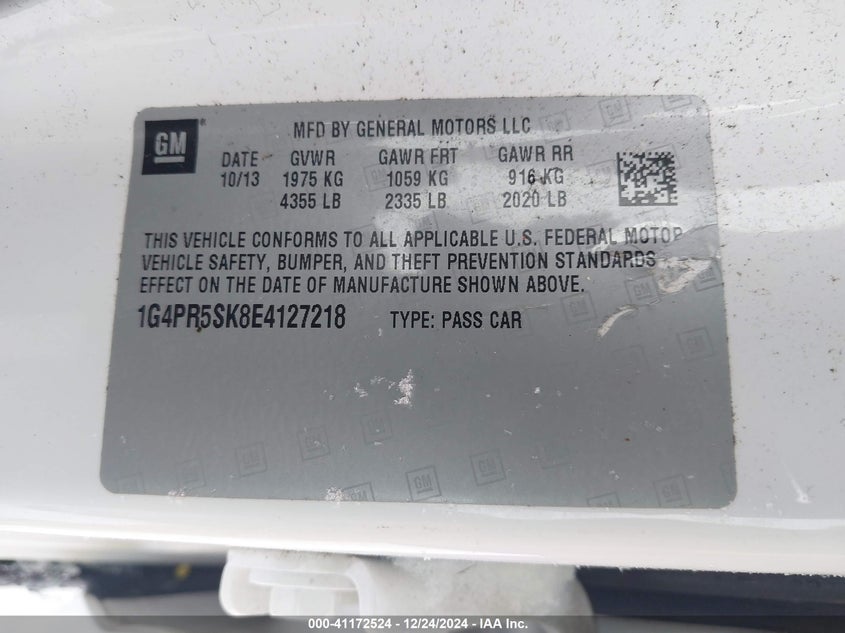 GM ®
MFD BY GENERAL MOTORS LLC
DATE GVWR GAWR FRT GAWR RR
10/13 1975 KG 1059 KG 916 KG
4355 LB 2335 LB 2020 LB
THIS VEHICLE CONFORMS TO ALL APPLICABLE U.S. FEDERAL MOTOR
VEHICLE SAFETY, BUMPER, AND THEFT PREVENTION STANDARDS
EFFECT ON THE DATE OF MANUFACTURE SHOWN ABOVE.
1G4PR5SK8E4127218 TYPE: PASS CAR
000-41172524 - 12/24/2024 - IAA Inc.